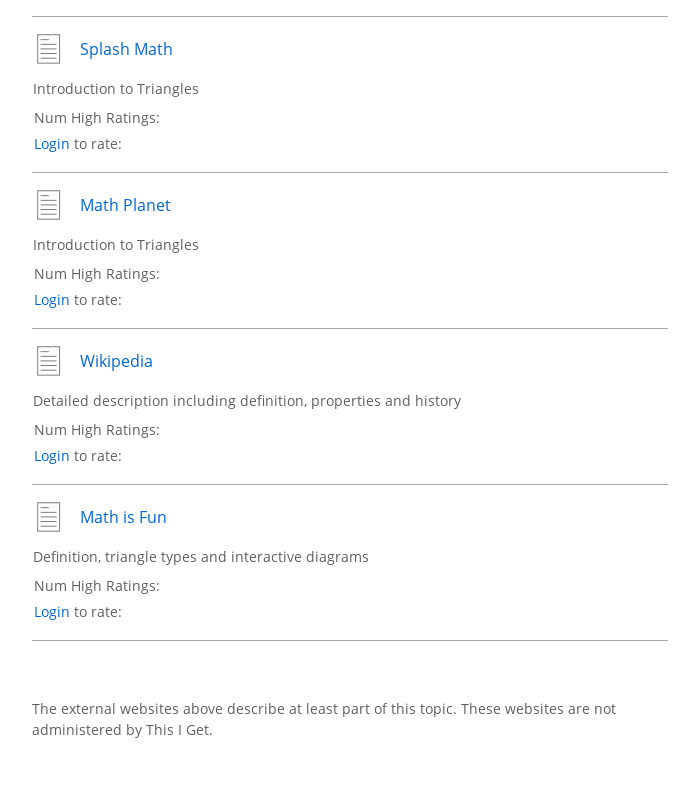 Splash Math
Introduction to Triangles
Num High Ratings:
Login to rate:
Math Planet
Introduction to Triangles
Num High Ratings:
Login to rate:
Wikipedia
Detailed description including definition, properties and history
Num High Ratings:
Login to rate:
Math is Fun
Definition, triangle types and interactive diagrams
Num High Ratings:
Login to rate:
The external websites above describe at least part of this topic. These websites are not
administered by This I Get.